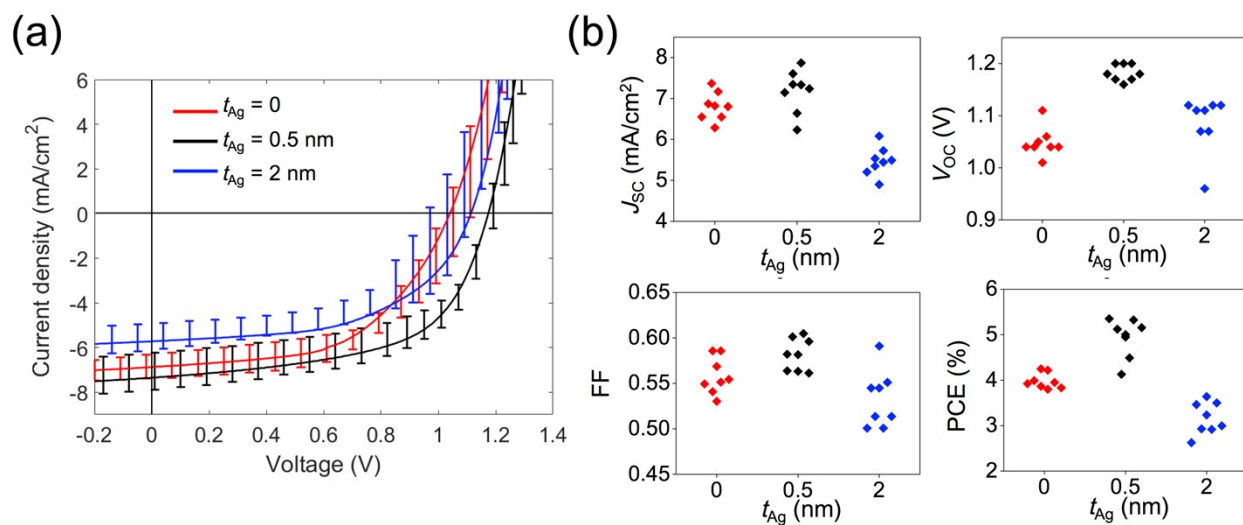 (a)
Current density (mA/cm²)
6
4
2
0
-2
-4
-6
-8
t_Ag = 0
t_Ag = 0.5 nm
t_Ag = 2 nm
-0.2 0 0.2 0.4 0.6 0.8 1 1.2 1.4
Voltage (V)
(b)
J_SC (mA/cm²)
8
7
6
5
4
0 0.5 2
t_Ag (nm)
V_OC (V)
1.2
1.1
1.0
0.9
0 0.5 2
t_Ag (nm)
FF
0.65
0.60
0.55
0.50
0.45
0 0.5 2
t_Ag (nm)
PCE (%)
6
5
4
3
2
0 0.5 2
t_Ag (nm)